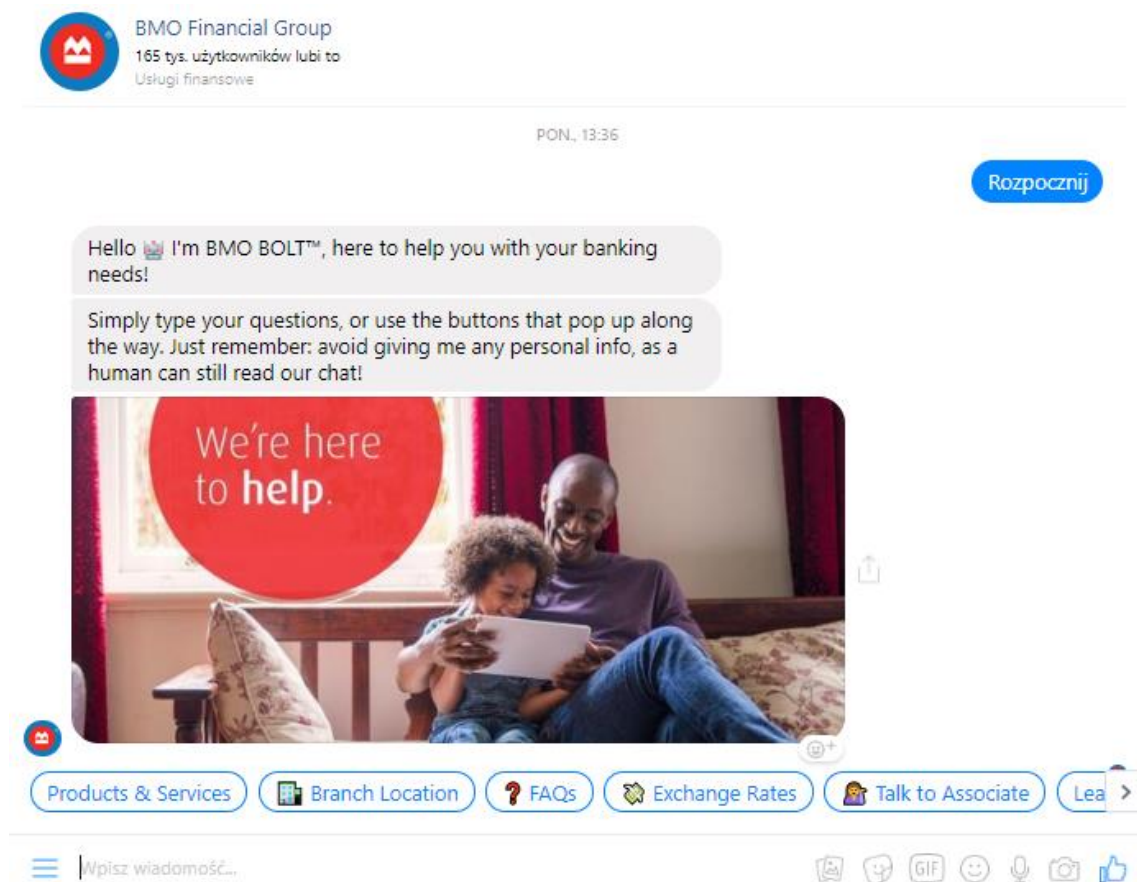 BMO Financial Group
165 tys. użytkowników lubi to
Usługi finansowe
PON., 13:36
Rozpocznij
Hello I'm BMO BOLT™, here to help you with your banking
needs!
Simply type your questions, or use the buttons that pop up along
the way. Just remember: avoid giving me any personal info, as a
human can still read our chat!
We're here
to help.
Products & Services
Branch Location
FAQs
Exchange Rates
Talk to Associate
Lea
Wpisz wiadomość...
GIF